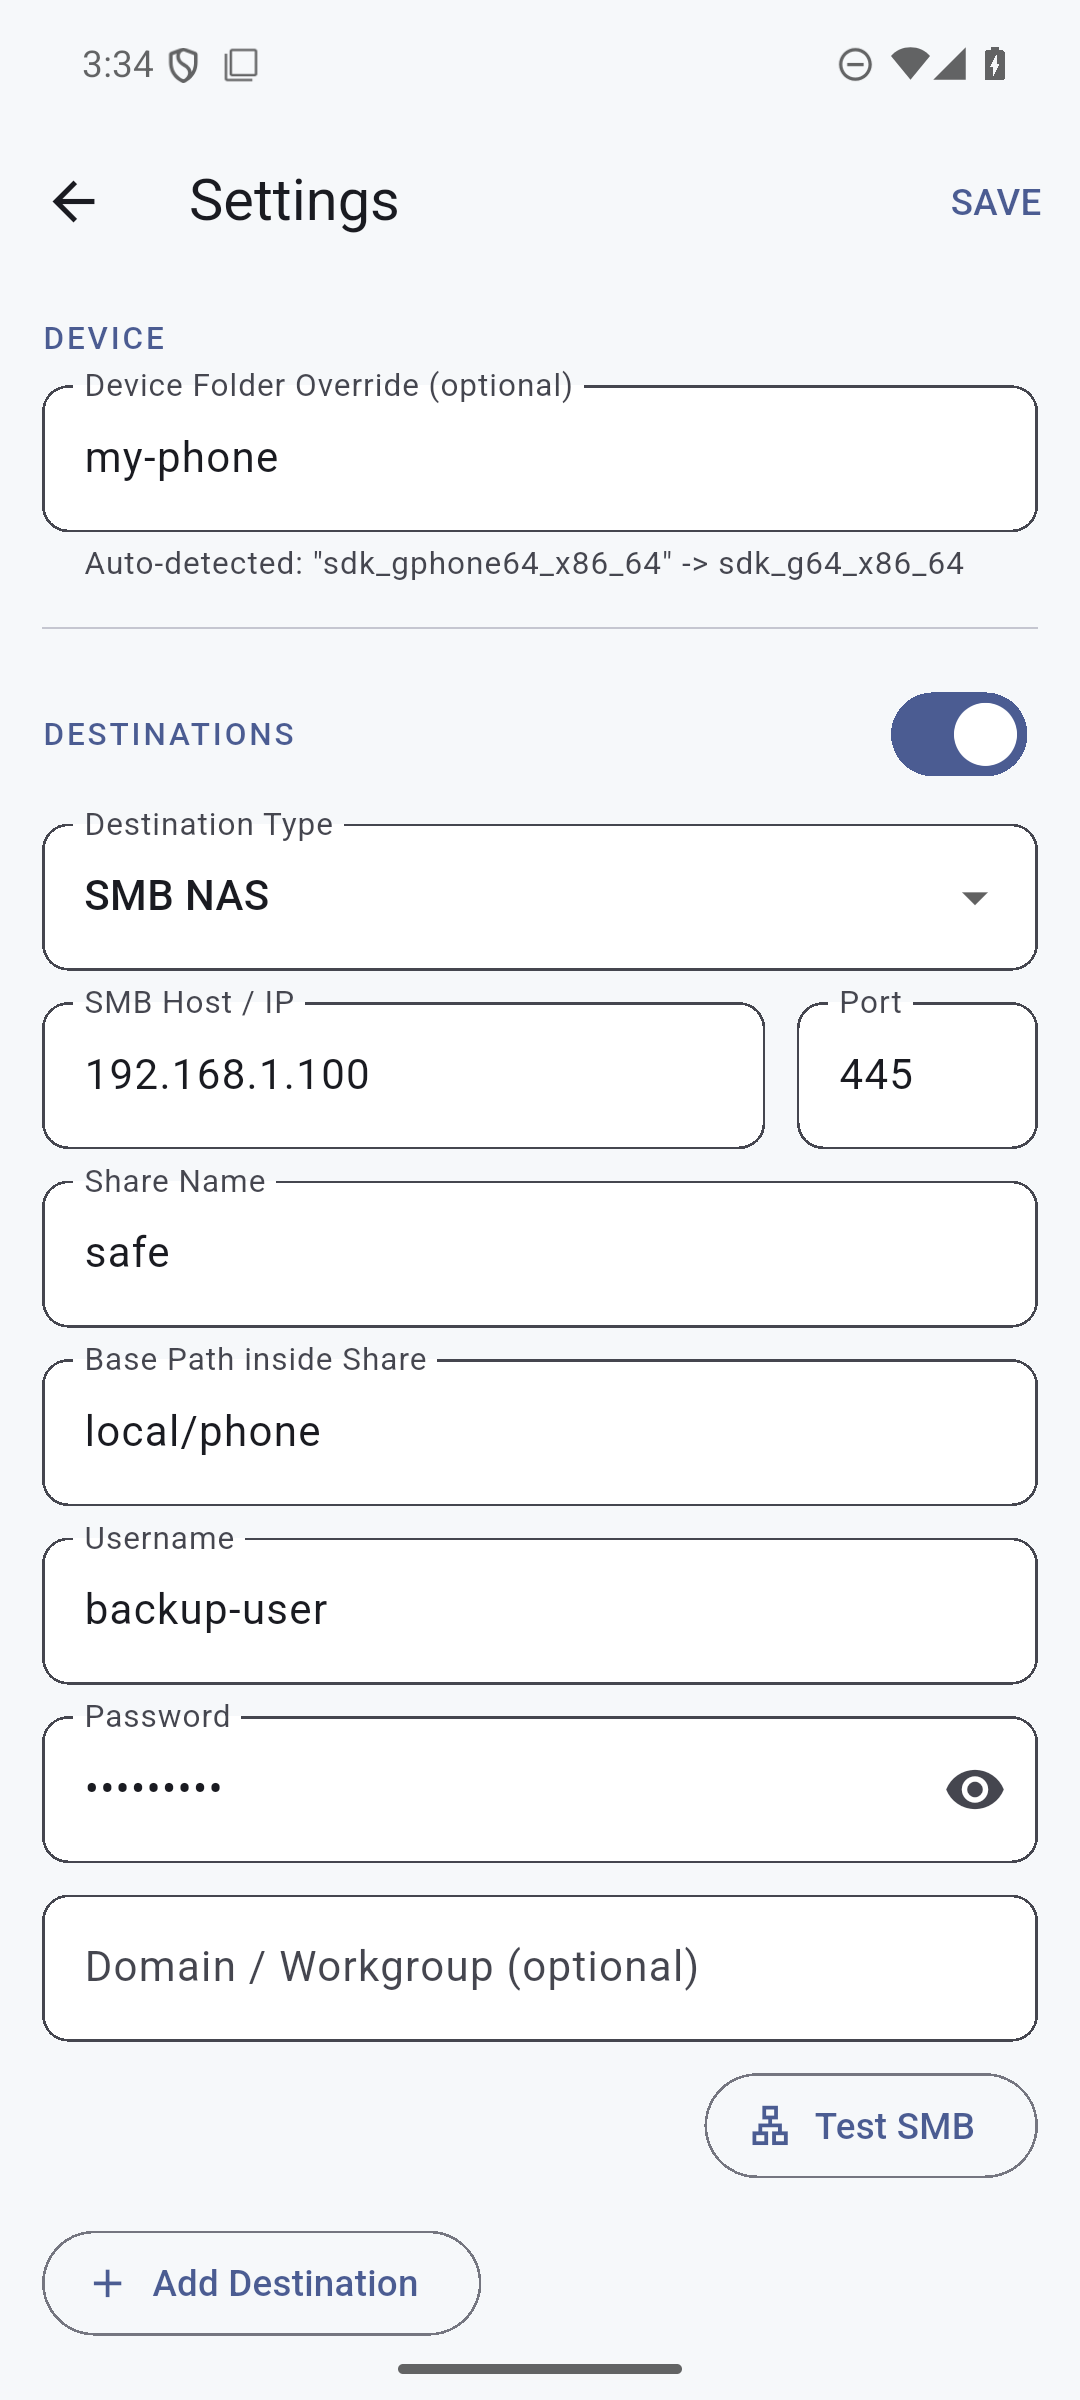 3:34
Settings
SAVE
DEVICE
Device Folder Override (optional)
my-phone
Auto-detected: "sdk_gphone64_x86_64" -> sdk_g64_x86_64
DESTINATIONS
Destination Type
SMB NAS
SMB Host / IP
Port
192.168.1.100
445
Share Name
safe
Base Path inside Share
local/phone
Username
backup-user
Password
•••••••••
Domain / Workgroup (optional)
Test SMB
Add Destination